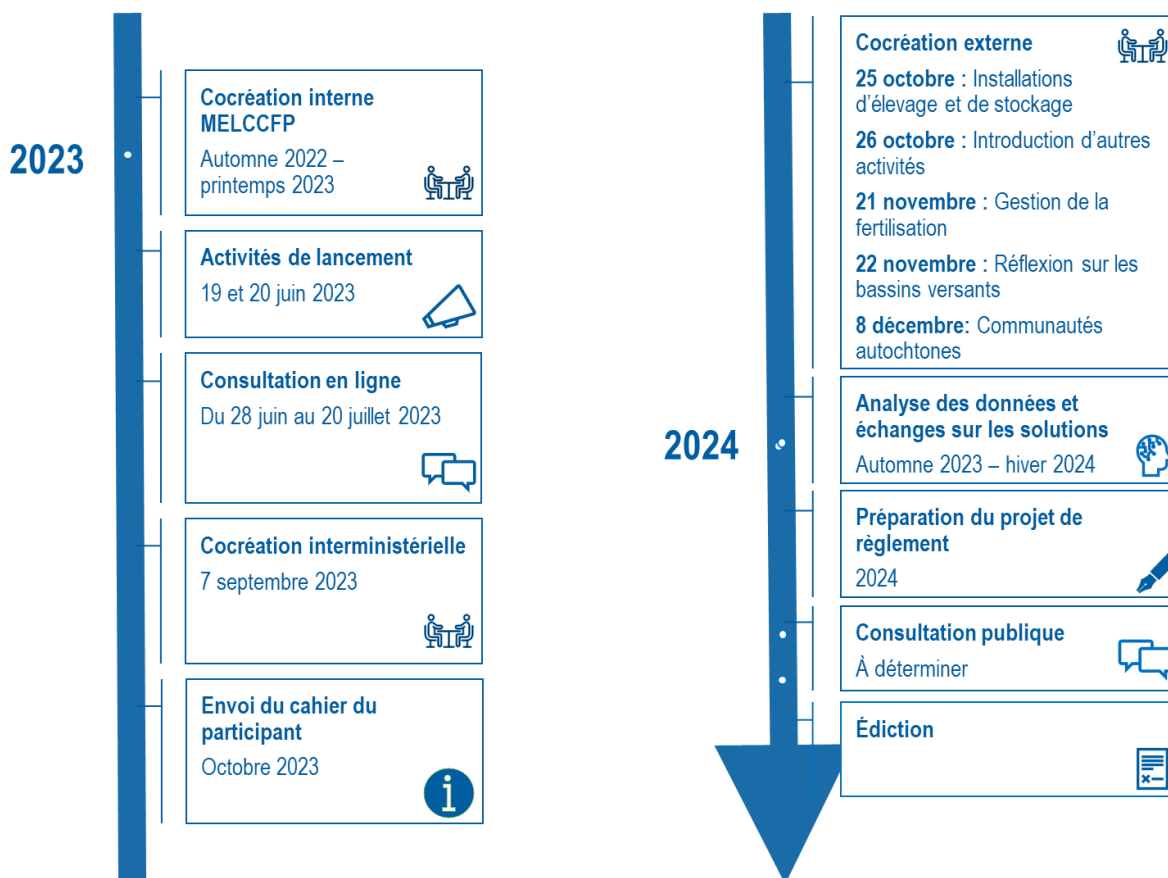 2023
Cocréation interne
MELCCFP
Automne 2022 –
printemps 2023
Activités de lancement
19 et 20 juin 2023
Consultation en ligne
Du 28 juin au 20 juillet 2023
Cocréation interministérielle
7 septembre 2023
Envoi du cahier du
participant
Octobre 2023
i
2024
Cocréation externe
25 octobre : Installations
d’élevage et de stockage
26 octobre : Introduction d’autres
activités
21 novembre : Gestion de la
fertilisation
22 novembre : Réflexion sur les
bassins versants
8 décembre: Communautés
autochtones
Analyse des données et
échanges sur les solutions
Automne 2023 – hiver 2024
Préparation du projet de
règlement
2024
Consultation publique
À déterminer
Édiction